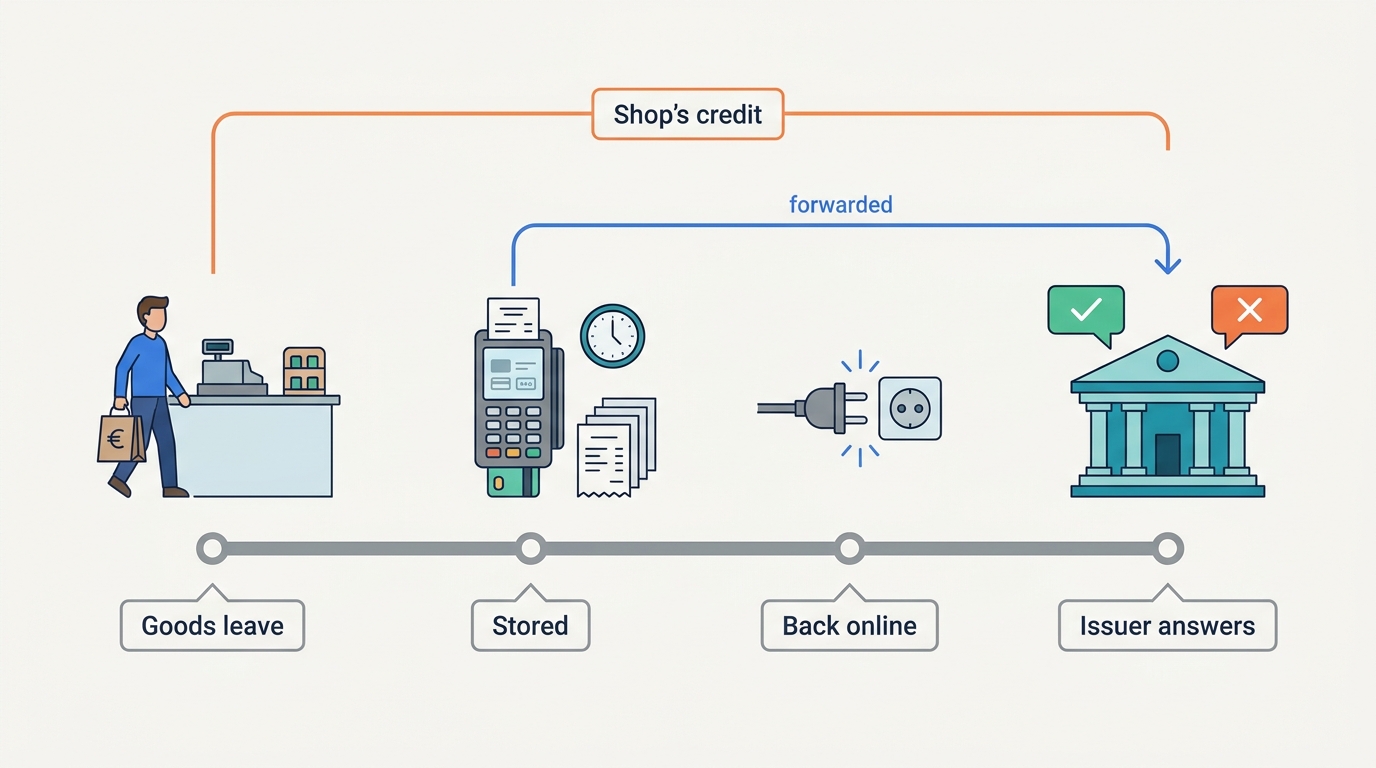 Shop's credit
forwarded
€
Goods leave
Stored
Back online
Issuer answers